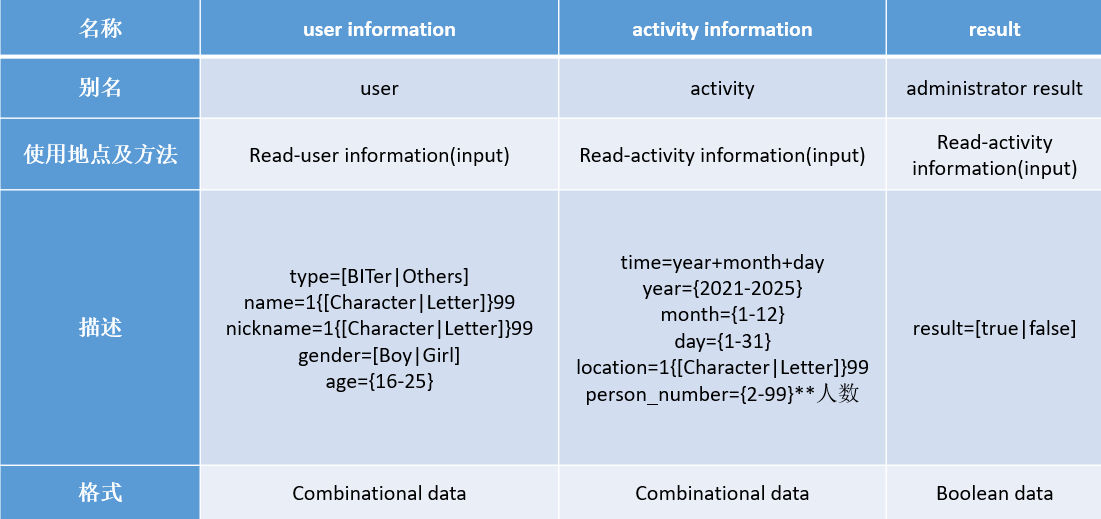 名称
user information
activity information
result
别名
user
activity
administrator result
使用地点及方法
Read-user information(input)
Read-activity information(input)
Read-activity
information(input)
描述
type=[BITer|Others]
name=1{[Character|Letter]}99
nickname=1{[Character|Letter]}99
gender=[Boy|Girl]
age={16-25}
time=year+month+day
year={2021-2025}
month={1-12}
day={1-31}
location=1{[Character|Letter]}99
person_number={2-99}**人数
result=[true|false]
格式
Combinational data
Combinational data
Boolean data